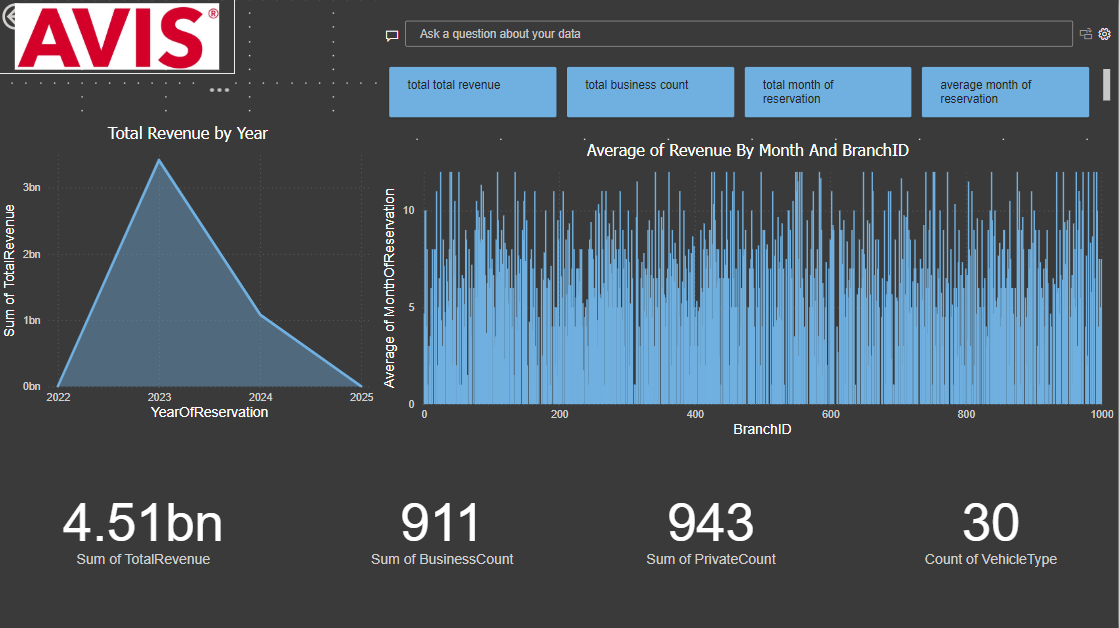 AVIS®
Ask a question about your data
total total revenue
total business count
total month of
reservation
average month of
reservation
Total Revenue by Year
Sum of TotalRevenue
3bn
2bn
1bn
0bn
2022
2023
2024
2025
YearOfReservation
Average of Revenue By Month And BranchID
Average of MonthOfReservation
10
5
0
0
200
400
600
800
1000
BranchID
4.51bn
Sum of TotalRevenue
911
Sum of BusinessCount
943
Sum of PrivateCount
30
Count of VehicleType